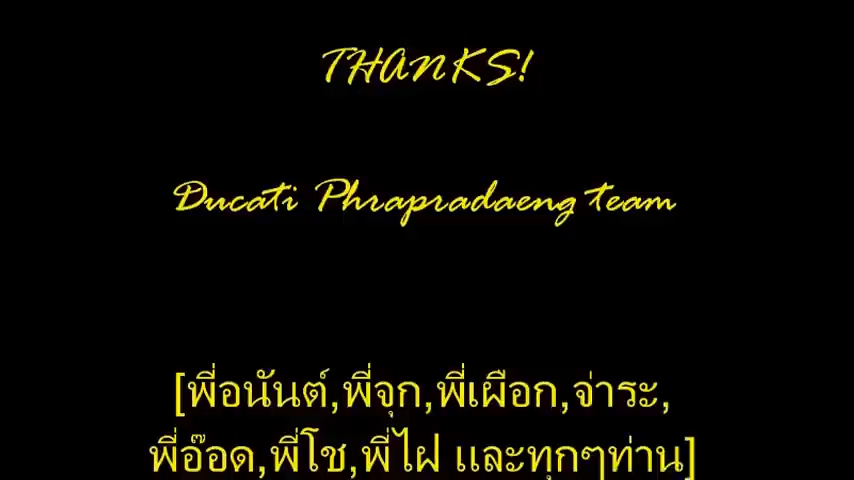 THANKS!
Ducati Phrapradaeng team
[พี่อนันต์,พี่จุก,พี่เผือก,จ่าระ,
พี่อ๊อด,พี่โช,พี่ไฝ และทุกๆท่าน]